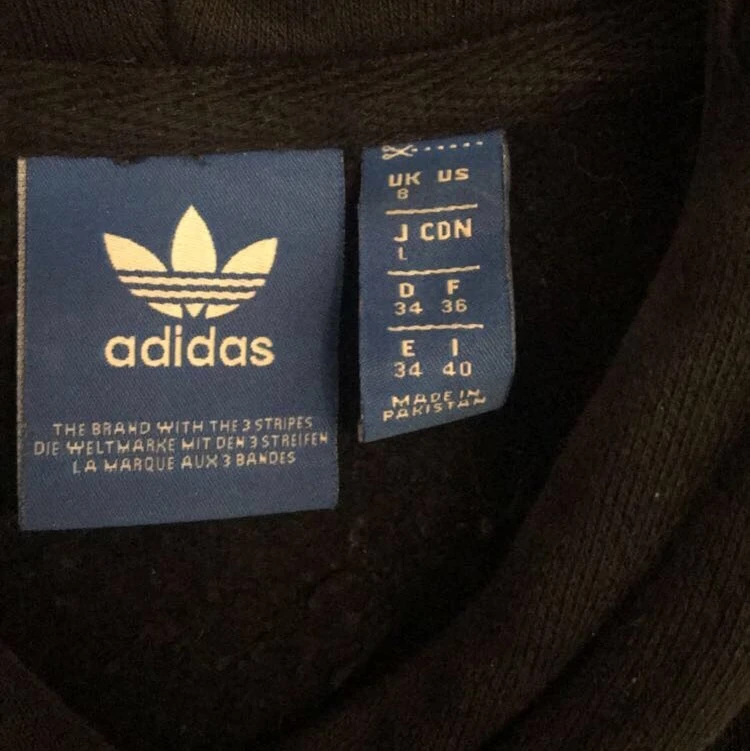 adidas
THE BRAND WITH THE 3 STRIPES
DIE WELTMARKE MIT DEN 3 STREIFEN
LA MARQUE AUX 3 BANDES
UK US
8
J CDN
L
D F
34 36
E I
34 40
MADE IN
PAKISTAN